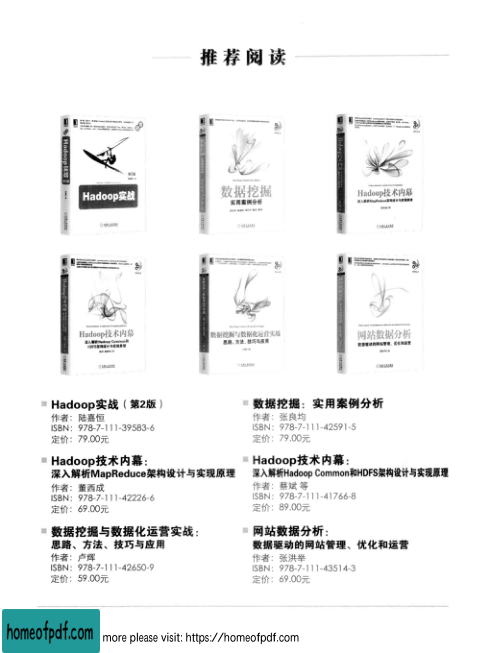 推荐阅读
Hadoop实战
数据挖掘
实用案例分析
Hadoop技术内幕
深入解析MapReduce架构设计与实现原理
Hadoop技术内幕
深入解析Hadoop Common和
HDFS架构设计与实现原理
数据挖掘与数据化运营实战
思路、方法、技巧与应用
网站数据分析
数据驱动的网站管理、优化和运营
Hadoop实战(第2版)
作者:陆嘉恒
ISBN:978-7-111-39583-6
定价:79.00元
数据挖掘:实用案例分析
作者:张良均
ISBN:978-7-111-42591-5
定价:79.00元
Hadoop技术内幕:
深入解析MapReduce架构设计与实现原理
作者:董西成
ISBN:978-7-111-42226-6
定价:69.00元
Hadoop技术内幕:
深入解析Hadoop Common和HDFS架构设计与实现原理
作者:蔡斌 等
ISBN:978-7-111-41766-8
定价:89.00元
数据挖掘与数据化运营实战:
思路、方法、技巧与应用
作者:卢辉
ISBN:978-7-111-42650-9
定价:59.00元
网站数据分析:
数据驱动的网站管理、优化和运营
作者:张洪举
ISBN:978-7-111-43514-3
定价:69.00元
homeofpdf.com
more please visit: https://homeofpdf.com